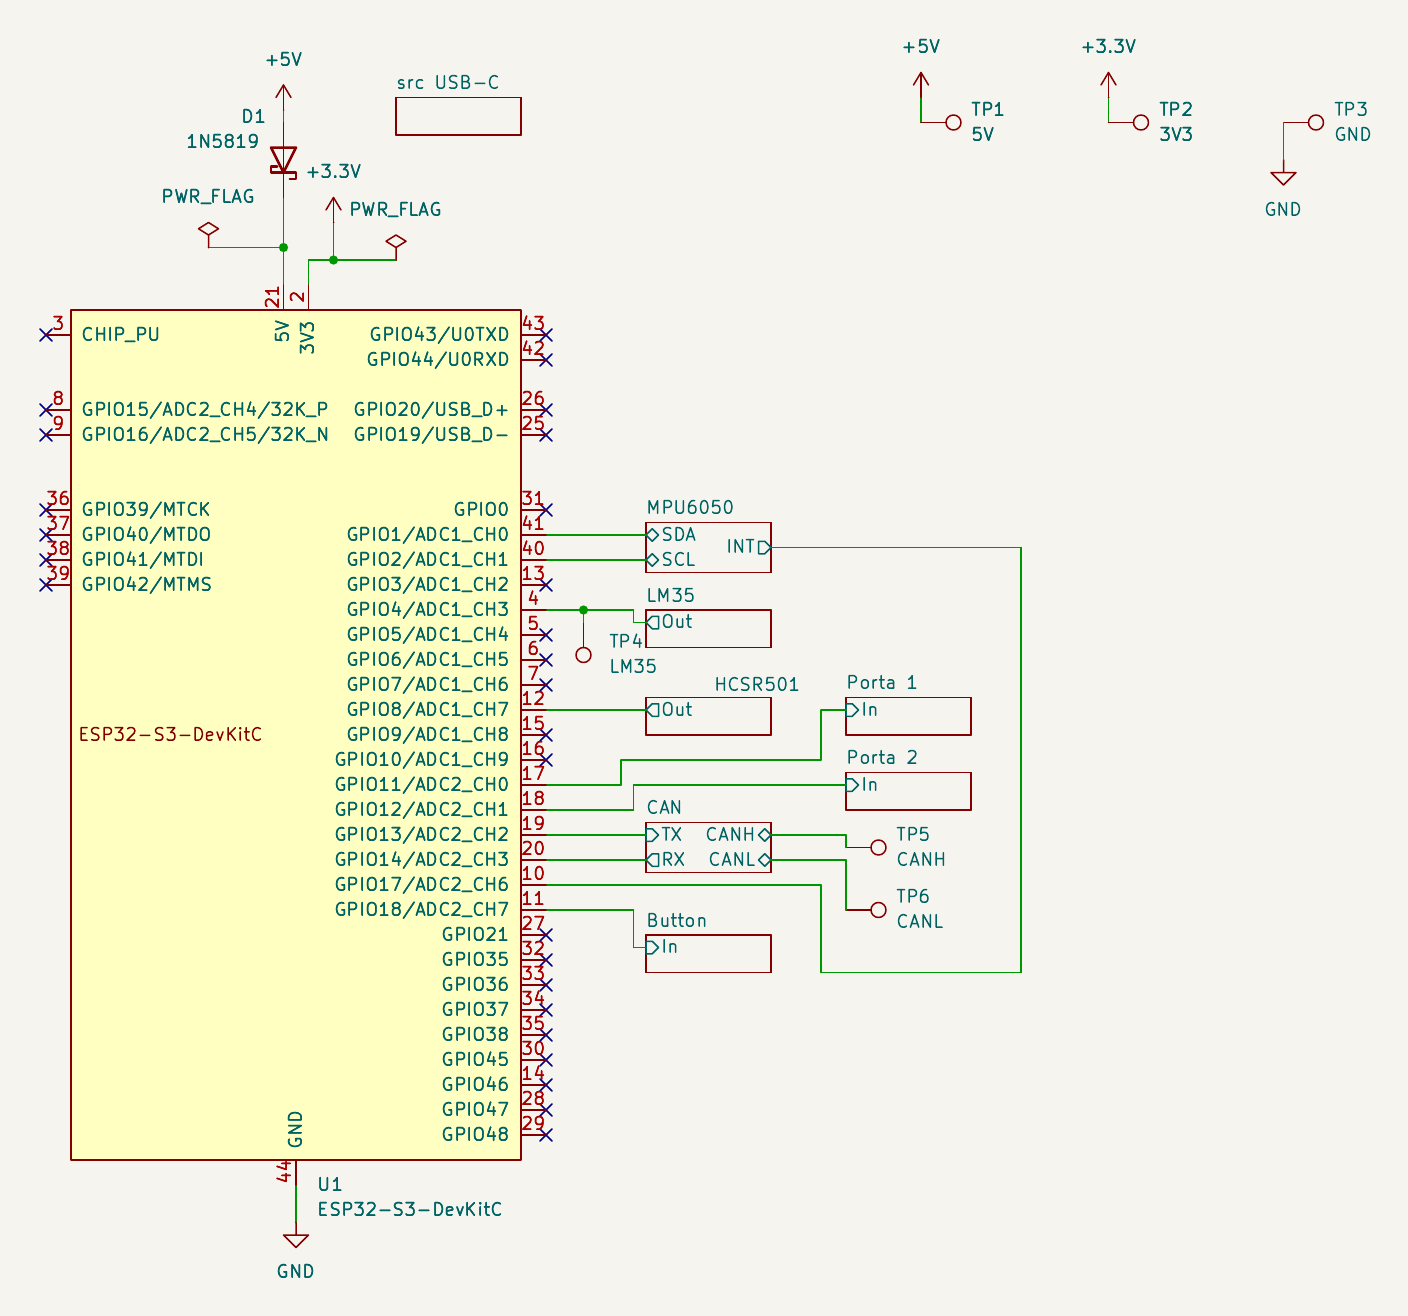 +5V
+3.3V
+5V
src USB-C
D1
1N5819
TP1
5V
TP2
3V3
TP3
GND
GND
+3.3V
PWR_FLAG
PWR_FLAG
21
2
5V
3V3
3
CHIP_PU
GPIO43/U0TXD
43
GPIO44/U0RXD
42
8
GPIO15/ADC2_CH4/32K_P
GPIO20/USB_D+
26
9
GPIO16/ADC2_CH5/32K_N
GPIO19/USB_D-
25
36
GPIO39/MTCK
GPIO0
31
37
GPIO40/MTDO
GPIO1/ADC1_CH0
41
38
GPIO41/MTDI
GPIO2/ADC1_CH1
40
39
GPIO42/MTMS
GPIO3/ADC1_CH2
13
GPIO4/ADC1_CH3
4
GPIO5/ADC1_CH4
5
GPIO6/ADC1_CH5
6
GPIO7/ADC1_CH6
7
GPIO8/ADC1_CH7
12
ESP32-S3-DevKitC
GPIO9/ADC1_CH8
15
GPIO10/ADC1_CH9
16
GPIO11/ADC2_CH0
17
GPIO12/ADC2_CH1
18
GPIO13/ADC2_CH2
19
GPIO14/ADC2_CH3
20
GPIO17/ADC2_CH6
10
GPIO18/ADC2_CH7
11
GPIO21
27
GPIO35
32
GPIO36
33
GPIO37
34
GPIO38
35
GPIO45
30
GPIO46
14
GPIO47
28
GPIO48
29
GND
44
U1
ESP32-S3-DevKitC
GND
MPU6050
SDA
INT
SCL
LM35
Out
TP4
LM35
HCSR501
Out
Porta 1
In
Porta 2
In
CAN
TX
CANH
RX
CANL
TP5
CANH
TP6
CANL
Button
In